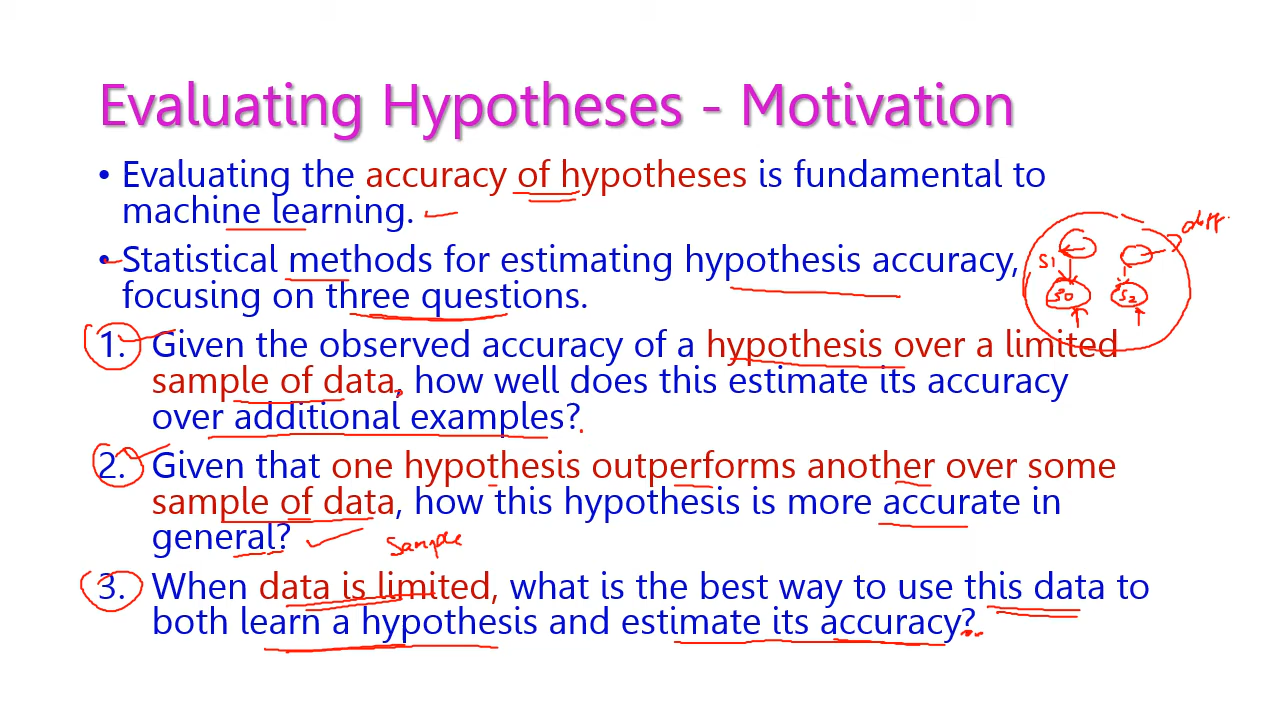 Evaluating Hypotheses - Motivation
• Evaluating the accuracy of hypotheses is fundamental to
machine learning.
diff.
• Statistical methods for estimating hypothesis accuracy,
S1
focusing on three questions.
30 S2
1. Given the observed accuracy of a hypothesis over a limited
sample of data, how well does this estimate its accuracy
over additional examples?
2. Given that one hypothesis outperforms another over some
sample of data, how this hypothesis is more accurate in
general?
Sample
3. When data is limited, what is the best way to use this data to
both learn a hypothesis and estimate its accuracy?